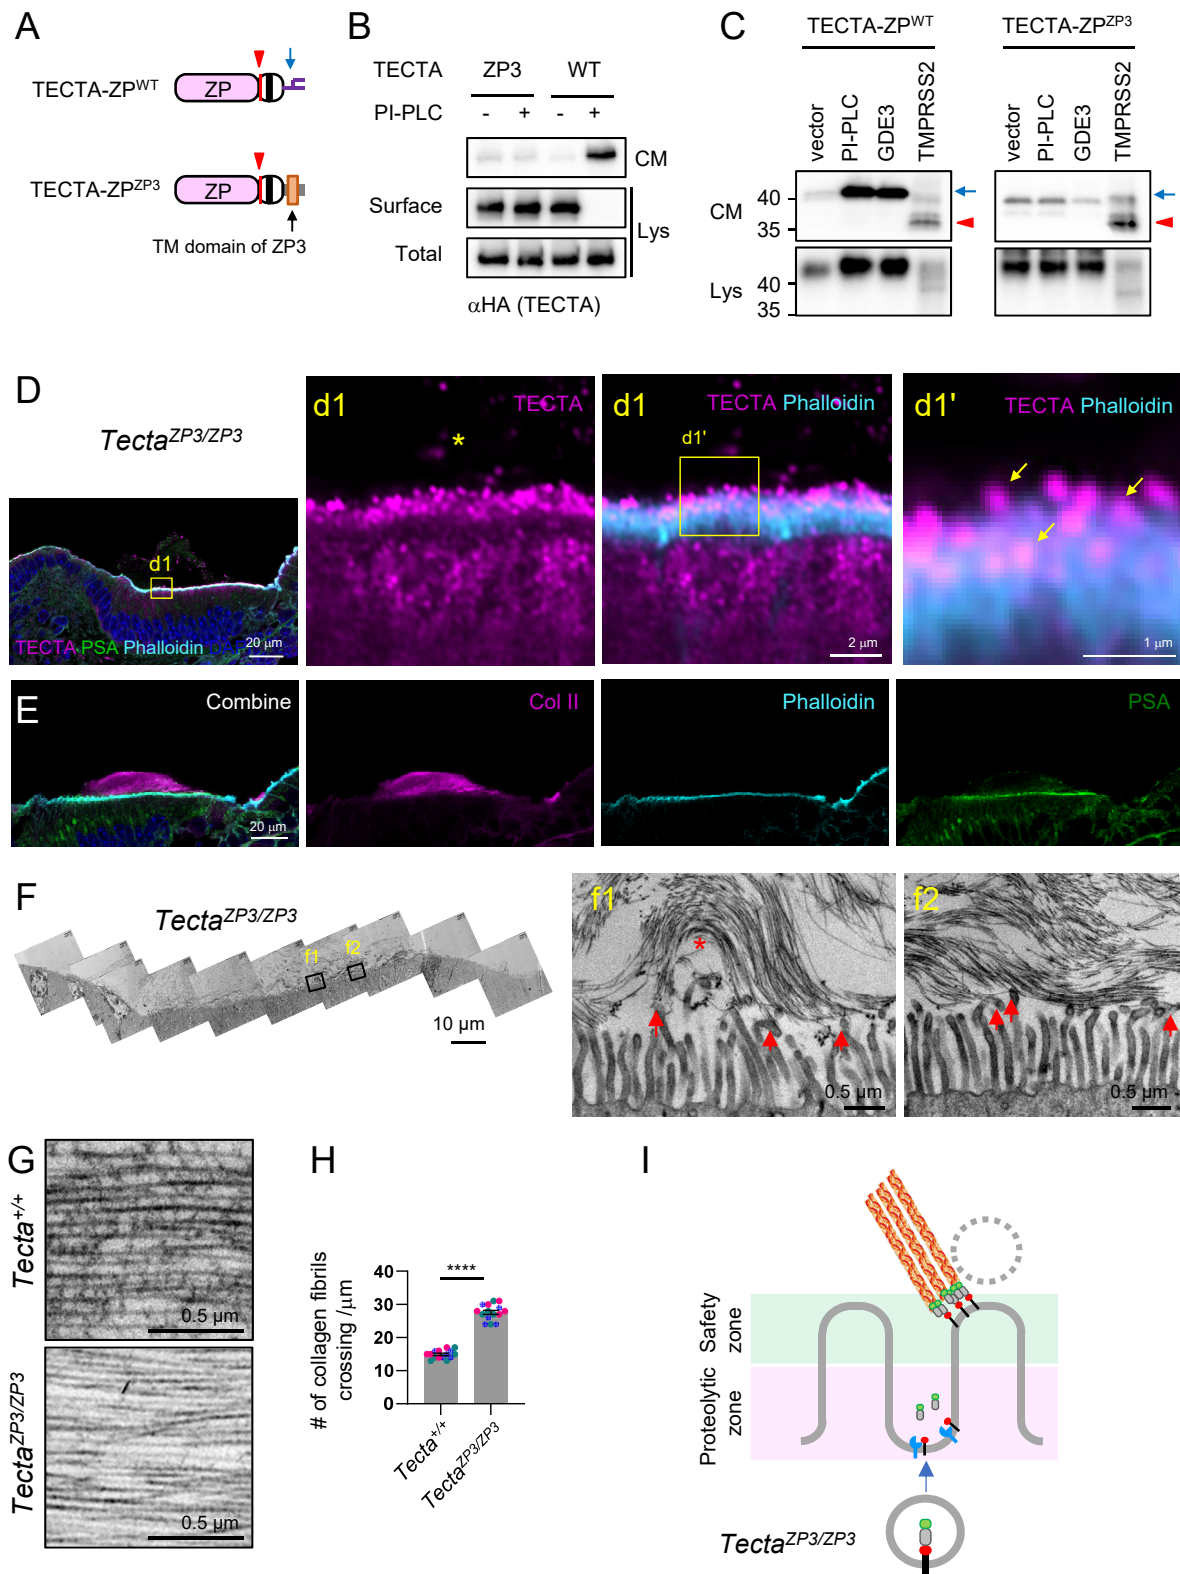 A
TECTA-ZPWT
ZP
TECTA-ZPZP3
ZP
TM domain of ZP3
B
TECTA ZP3 WT
PI-PLC - + - +
CM
Surface
Total
Lys
αHA (TECTA)
C
TECTA-ZPWT TECTA-ZPZP3
vector PI-PLC GDE3 TMPRSS2 vector PI-PLC GDE3 TMPRSS2
CM 40 35 40 35
Lys 40 35 40 35
D
TectaZP3/ZP3
d1
TECTA PSA Phalloidin DAPI
20 μm
d1 TECTA
*
d1 TECTA Phalloidin
d1'
2 μm
d1' TECTA Phalloidin
1 μm
E
Combine
20 μm
Col II
Phalloidin
PSA
F
TectaZP3/ZP3
f1
f2
10 μm
f1
*
0.5 μm
f2
0.5 μm
G
Tecta+/+
0.5 μm
TectaZP3/ZP3
0.5 μm
H
# of collagen fibrils
crossing /μm
****
40
30
20
10
0
Tecta+/+
TectaZP3/ZP3
I
Safety
zone
Proteolytic
zone
TectaZP3/ZP3